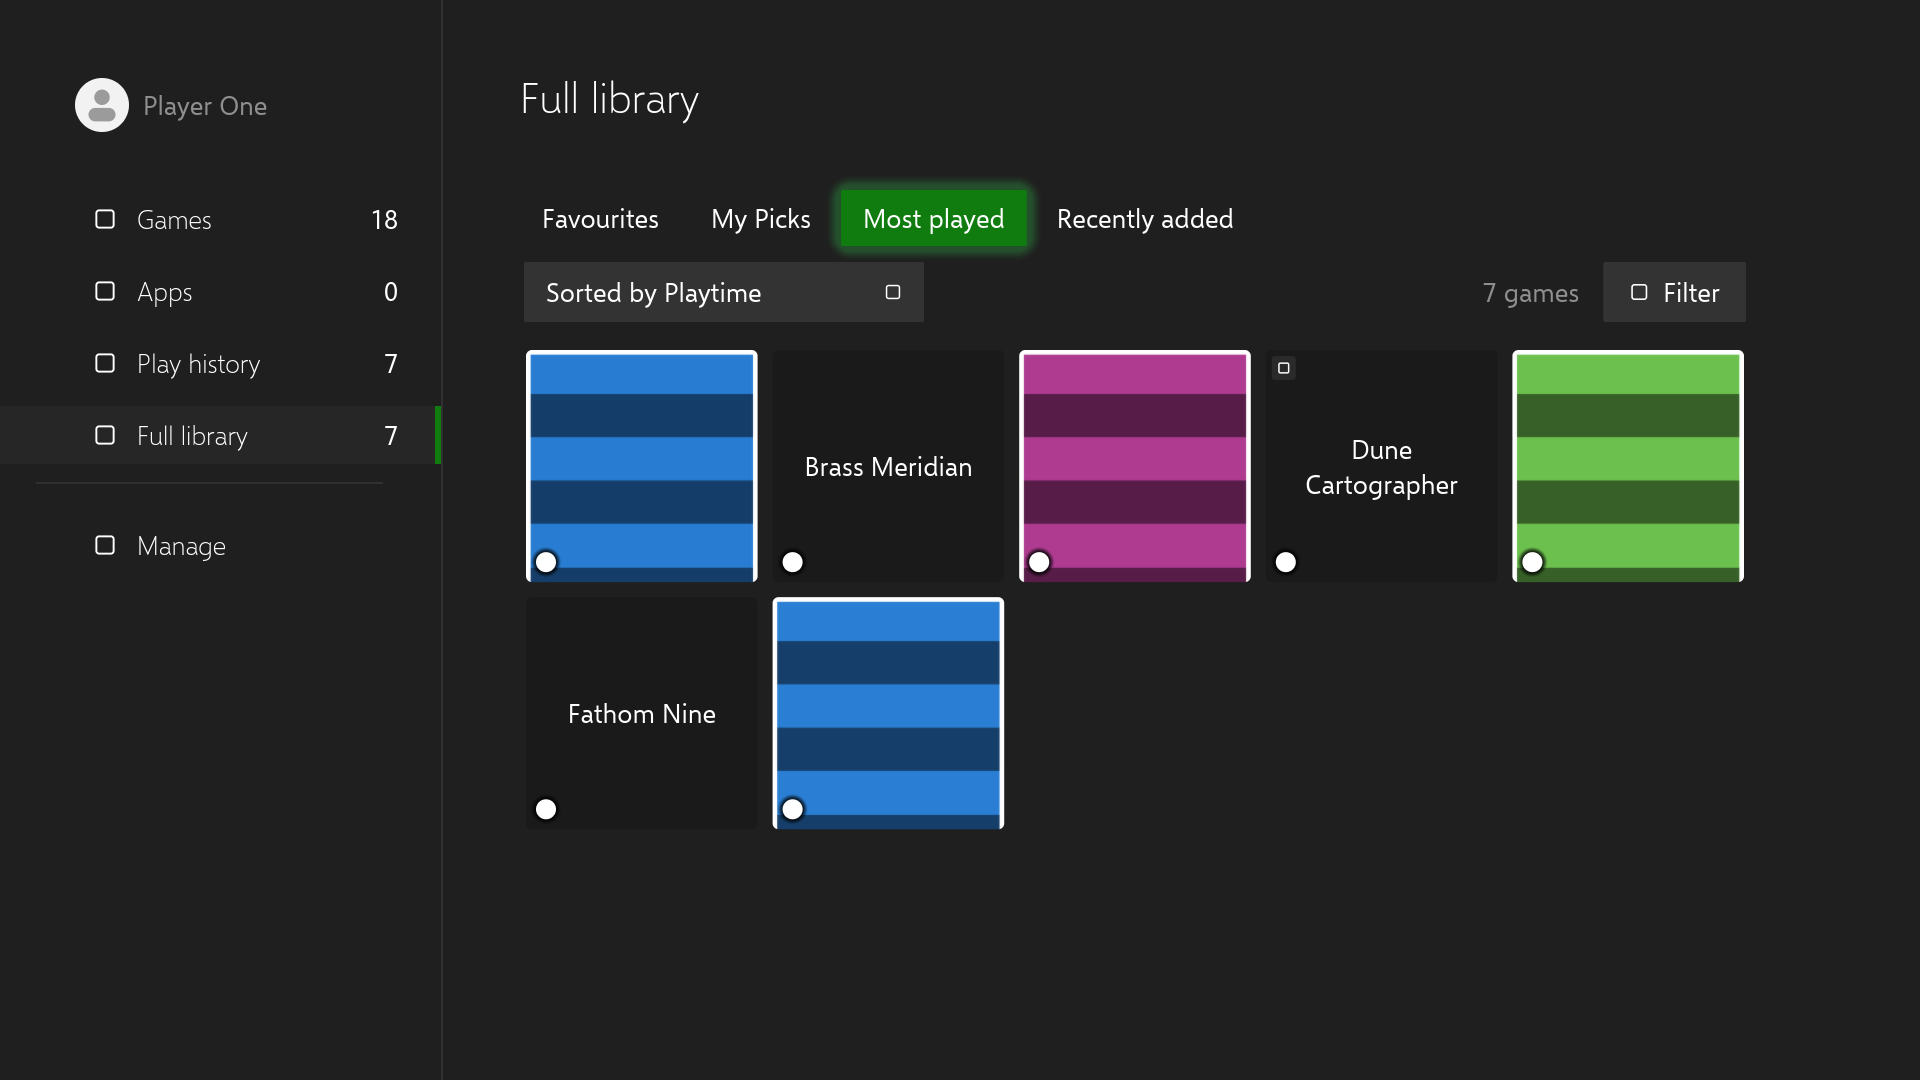 Player One
Games 18
Apps 0
Play history 7
Full library 7
Manage
Full library
Favourites My Picks Most played Recently added
Sorted by Playtime
7 games
Filter
Brass Meridian
Dune
Cartographer
Fathom Nine